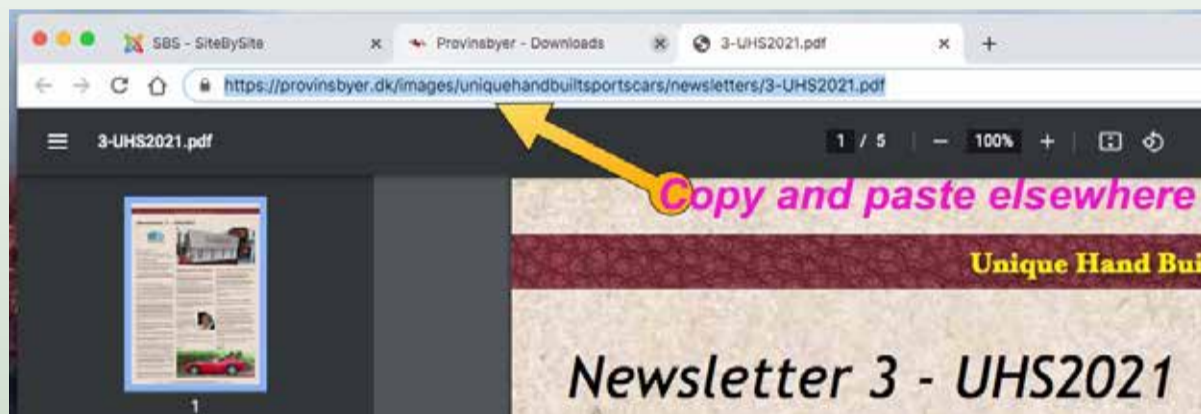 SBS - SiteBySite
Provinsbyer - Downloads
3-UHS2021.pdf
https://provinsbyer.dk/images/uniquehandbuiltsportscars/newsletters/3-UHS2021.pdf
3-UHS2021.pdf
1 / 5
100%
Copy and paste elsewhere
Unique Hand Bui
Newsletter 3 - UHS2021
1